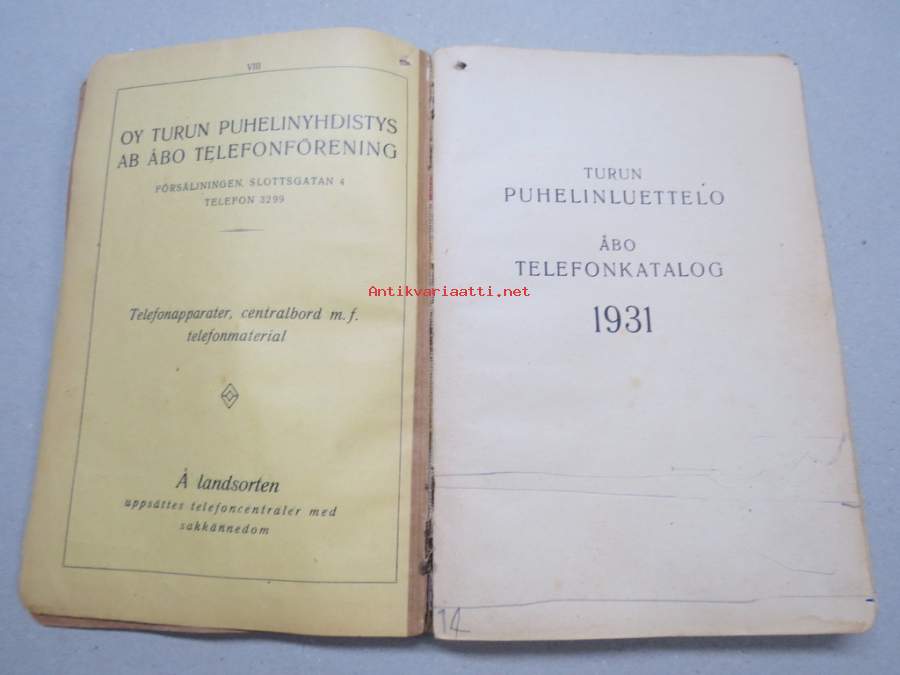 VIII
OY TURUN PUHELINYHDISTYS
AB ÅBO TELEFONFÖRENING
FÖRSÄLJNINGEN, SLOTTSGATAN 4
TELEFON 3299
Telefonapparater, centralbord m. f.
telefonmaterial
Å landsorten
uppsättes telefoncentraler med
sakkännedom
TURUN
PUHELINLUETTELO
ÅBO
TELEFONKATALOG
1931
14
Antikvariaatti.net